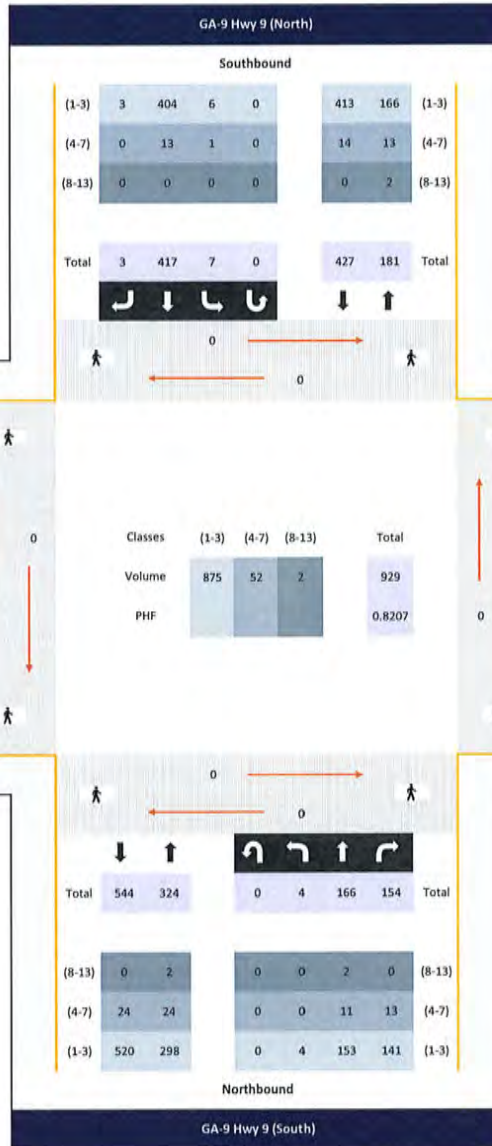 GA-9 Hwy 9 (North)
Southbound
(1-3) 3 404 6 0 413 166 (1-3)
(4-7) 0 13 1 0 14 13 (4-7)
(8-13) 0 0 0 0 0 2 (8-13)
Total 3 417 7 0 427 181 Total
0
0
0
Classes (1-3) (4-7) (8-13) Total
Volume 875 52 2 929
PHF 0.8207
0
0
0
Total 544 324 0 4 166 154 Total
(8-13) 0 2 0 0 2 0 (8-13)
(4-7) 24 24 0 0 11 13 (4-7)
(1-3) 520 298 0 4 153 141 (1-3)
Northbound
GA-9 Hwy 9 (South)